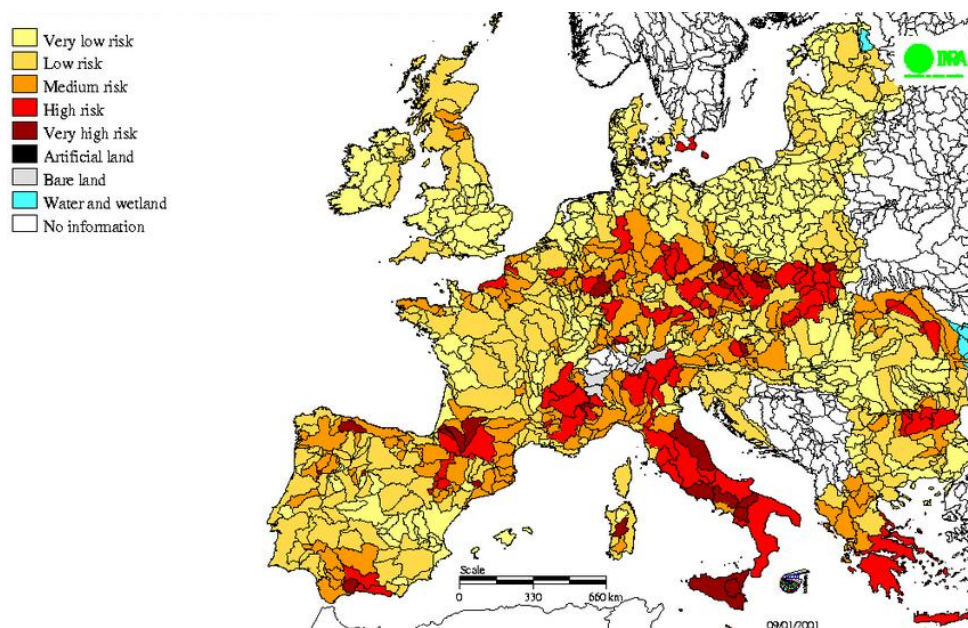 Very low risk
Low risk
Medium risk
High risk
Very high risk
Artificial land
Bare land
Water and wetland
No information
INRA
Scale
0 330 660 km
09/01/2001